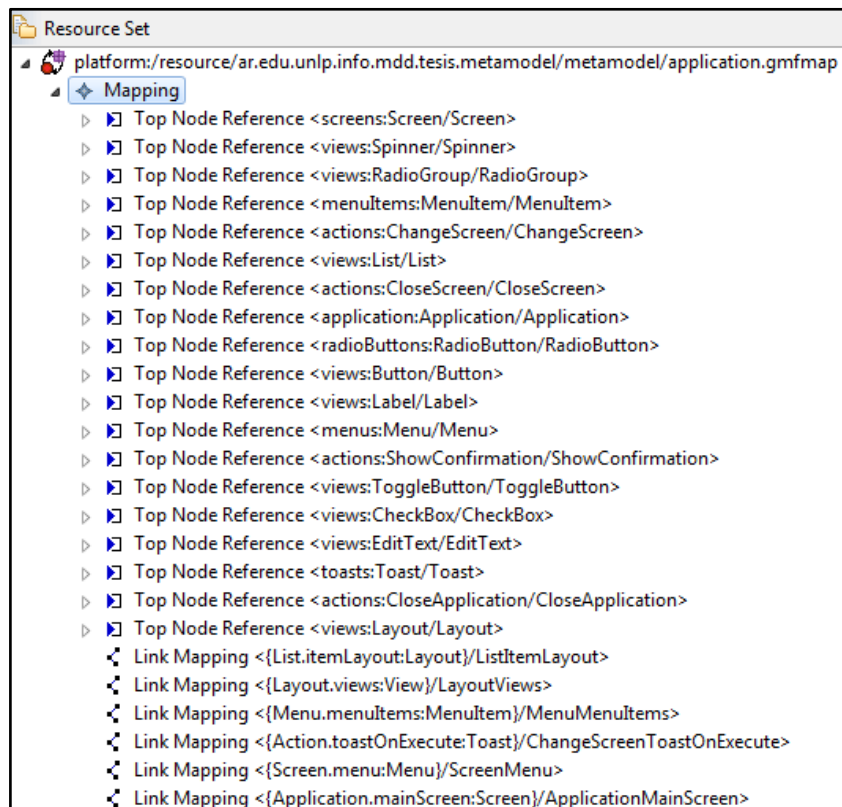 Resource Set
platform:/resource/ar.edu.unlp.info.mdd.tesis.metamodel/metamodel/application.gmfmap
Mapping
Top Node Reference <screens:Screen/Screen>
Top Node Reference <views:Spinner/Spinner>
Top Node Reference <views:RadioGroup/RadioGroup>
Top Node Reference <menuItems:MenuItem/MenuItem>
Top Node Reference <actions:ChangeScreen/ChangeScreen>
Top Node Reference <views:List/List>
Top Node Reference <actions:CloseScreen/CloseScreen>
Top Node Reference <application:Application/Application>
Top Node Reference <radioButtons:RadioButton/RadioButton>
Top Node Reference <views:Button/Button>
Top Node Reference <views:Label/Label>
Top Node Reference <menus:Menu/Menu>
Top Node Reference <actions:ShowConfirmation/ShowConfirmation>
Top Node Reference <views:ToggleButton/ToggleButton>
Top Node Reference <views:CheckBox/CheckBox>
Top Node Reference <views:EditText/EditText>
Top Node Reference <toasts:Toast/Toast>
Top Node Reference <actions:CloseApplication/CloseApplication>
Top Node Reference <views:Layout/Layout>
Link Mapping <{List.itemLayout:Layout}/ListItemLayout>
Link Mapping <{Layout.views:View}/LayoutViews>
Link Mapping <{Menu.menuItems:MenuItem}/MenuMenuItems>
Link Mapping <{Action.toastOnExecute:Toast}/ChangeScreenToastOnExecute>
Link Mapping <{Screen.menu:Menu}/ScreenMenu>
Link Mapping <{Application.mainScreen:Screen}/ApplicationMainScreen>